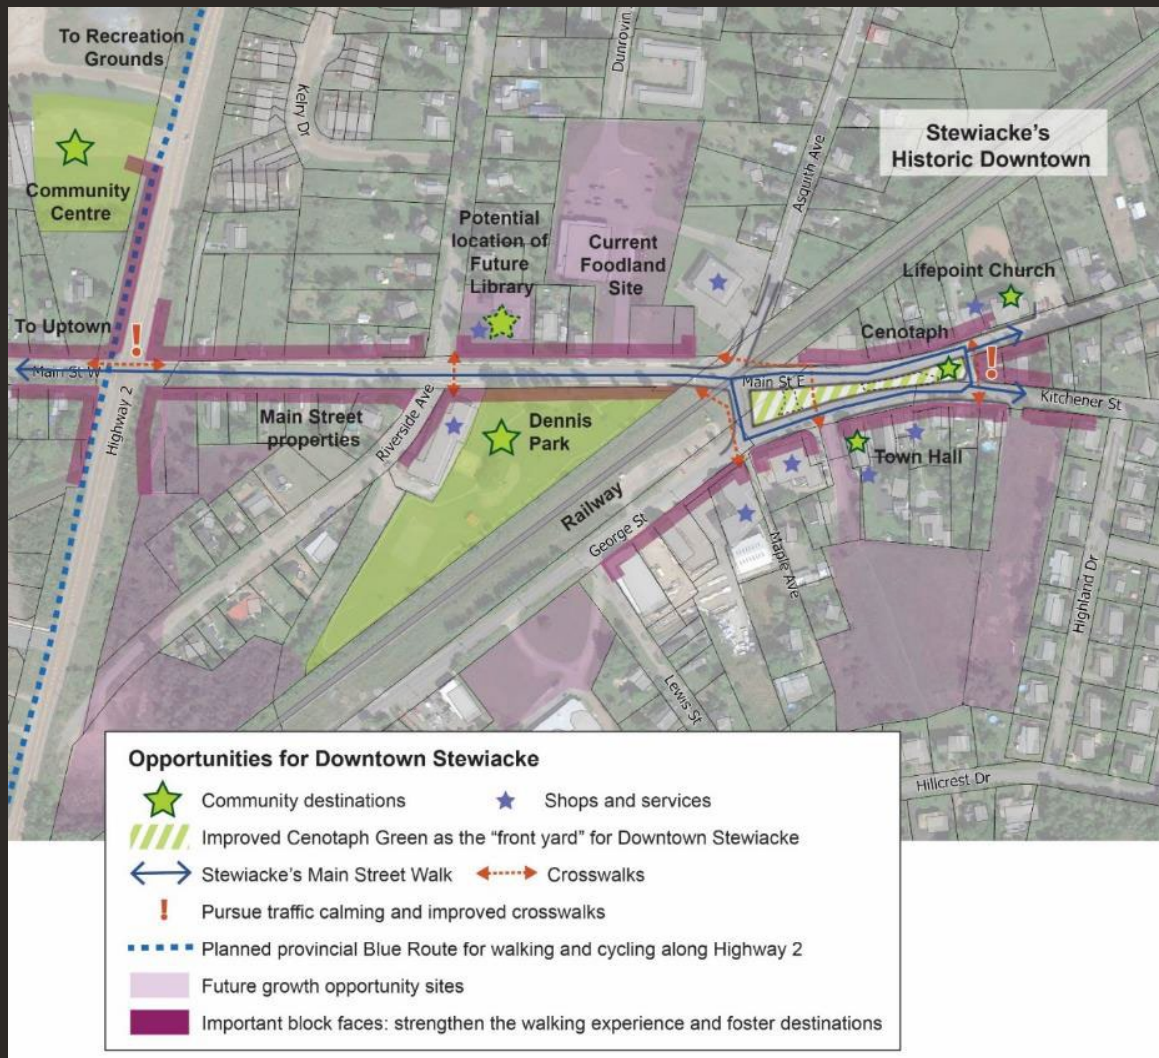 To Recreation
Grounds
Kelry Dr
Dunrovin
Asquith Ave
Stewiacke's
Historic Downtown
Community
Centre
Potential
location of
Future
Library
Current
Foodland
Site
Lifepoint Church
To Uptown
!
Cenotaph
!
Main St W
Main St E
Kitchener St
Highway 2
Main Street
properties
Riverside Ave
Dennis
Park
Town Hall
Railway
George St
Maple Ave
Highland Dr
Lewis St
Hillcrest Dr
Opportunities for Downtown Stewiacke
Community destinations
Shops and services
Improved Cenotaph Green as the “front yard” for Downtown Stewiacke
Stewiacke's Main Street Walk
Crosswalks
! Pursue traffic calming and improved crosswalks
Planned provincial Blue Route for walking and cycling along Highway 2
Future growth opportunity sites
Important block faces: strengthen the walking experience and foster destinations